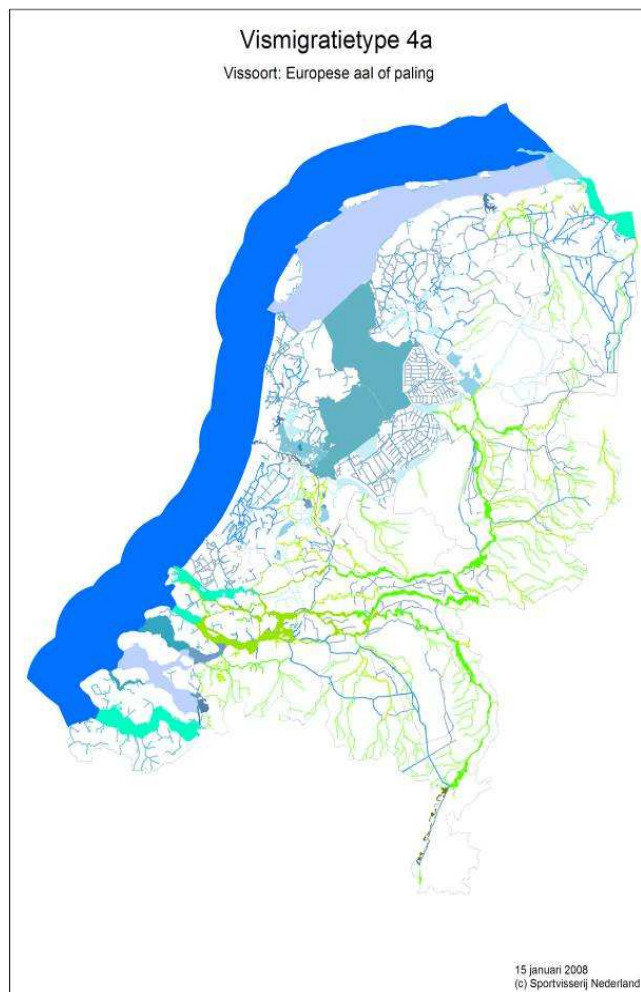 Vismigratietype 4a
Vissoort: Europese aal of paling
15 januari 2008
(c) Sportvisserij Nederland